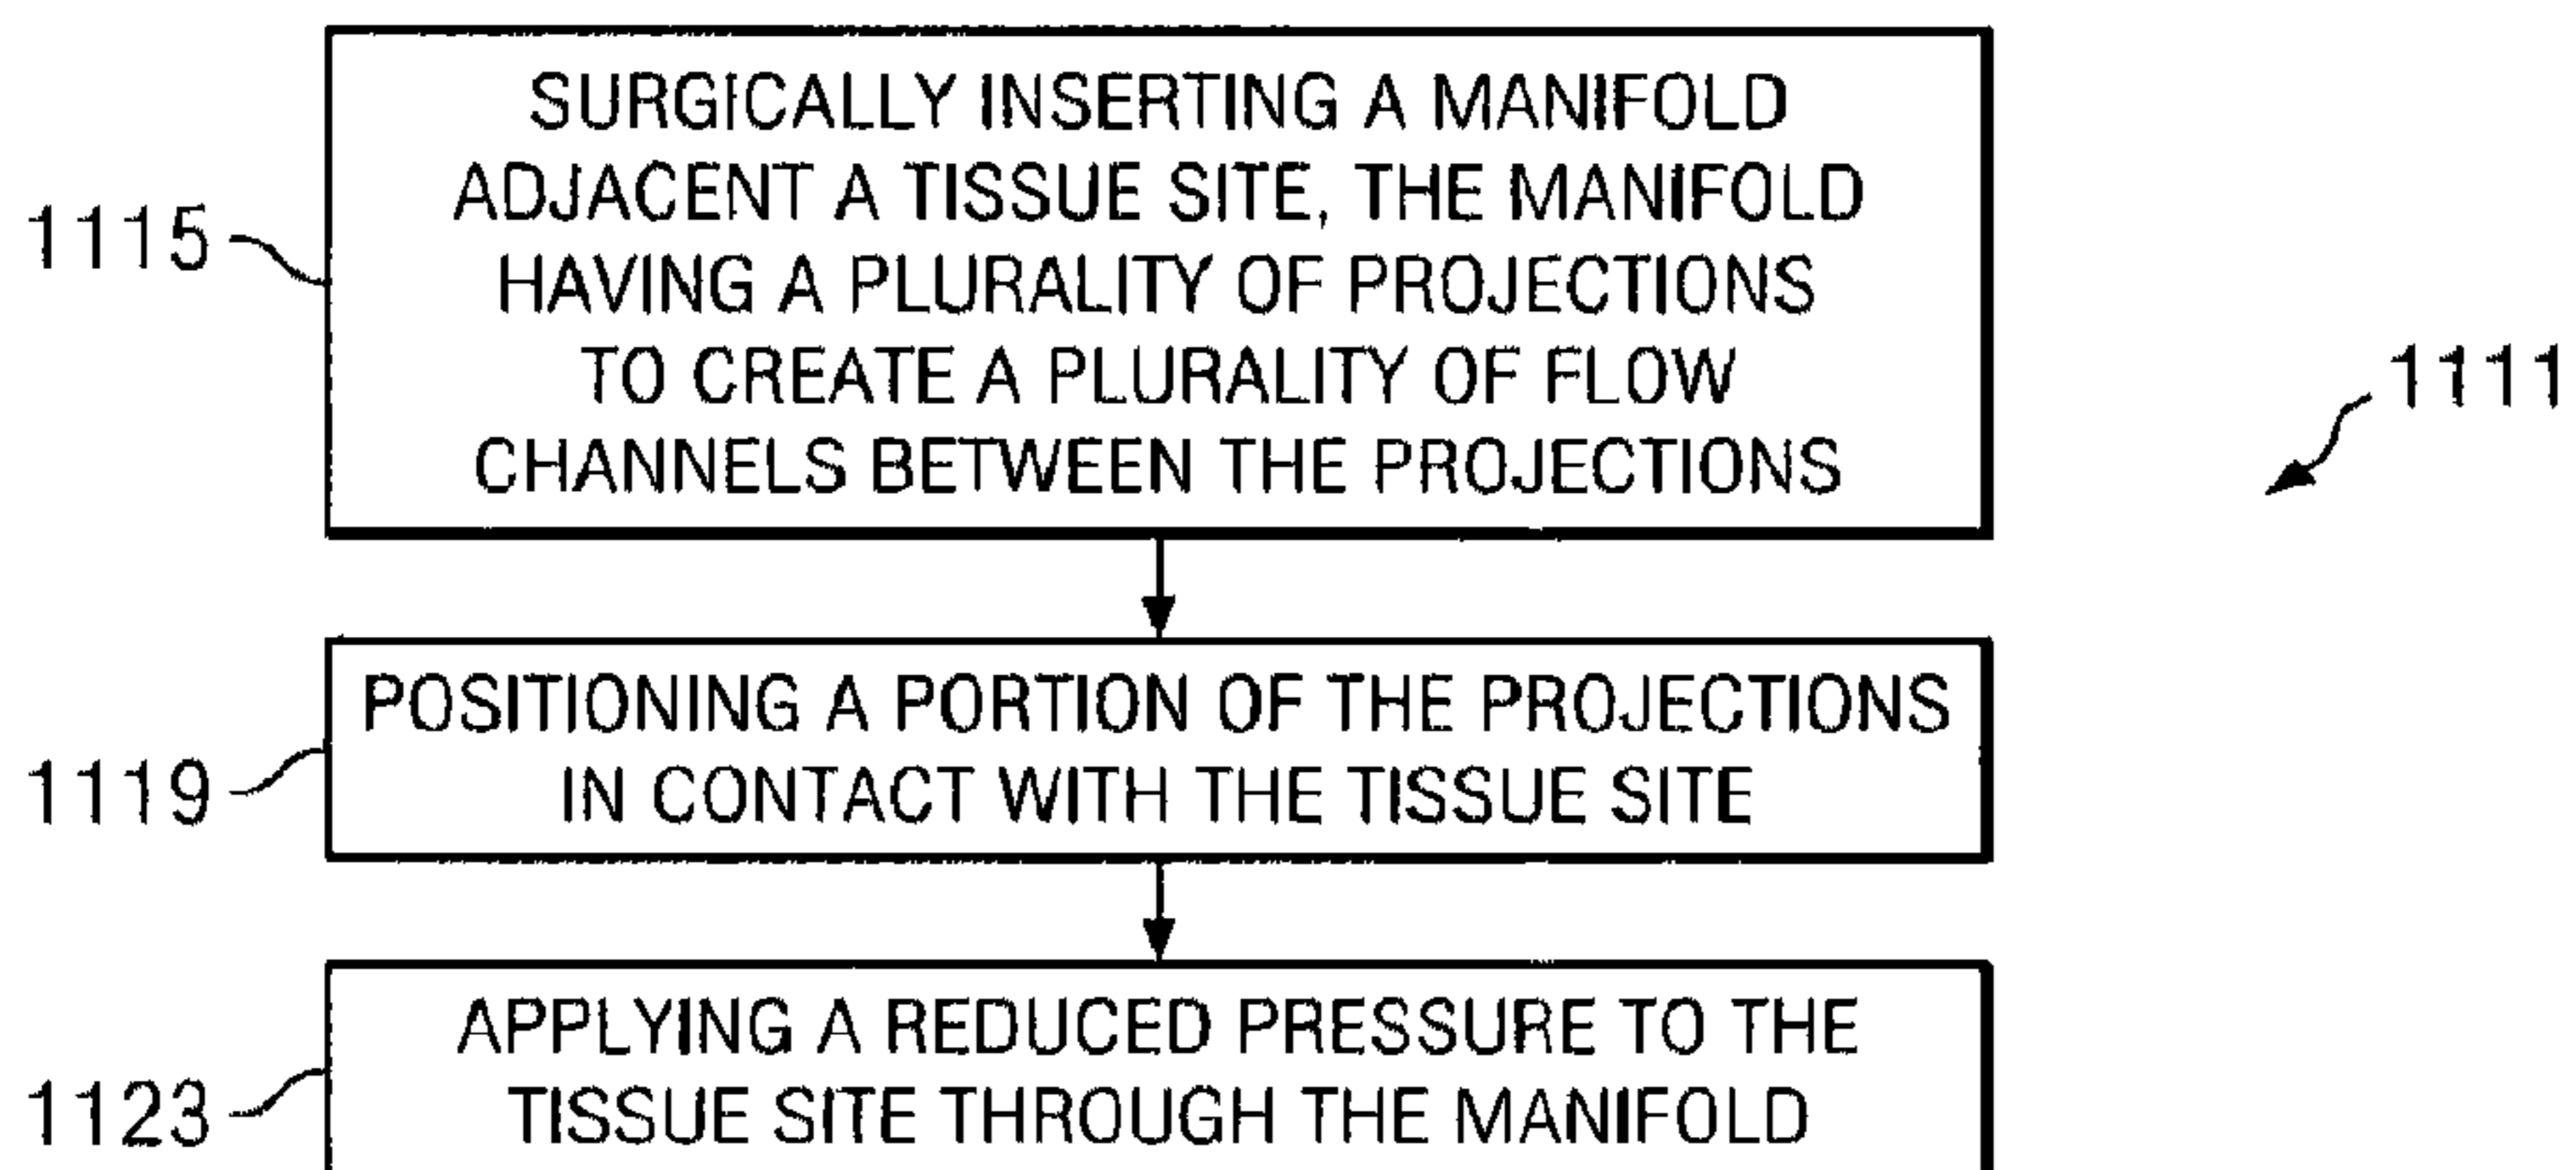 SURGICALLY INSERTING A MANIFOLD
ADJACENT A TISSUE SITE, THE MANIFOLD
HAVING A PLURALITY OF PROJECTIONS
TO CREATE A PLURALITY OF FLOW
CHANNELS BETWEEN THE PROJECTIONS
1115
1111
POSITIONING A PORTION OF THE PROJECTIONS
IN CONTACT WITH THE TISSUE SITE
1119
APPLYING A REDUCED PRESSURE TO THE
TISSUE SITE THROUGH THE MANIFOLD
1123